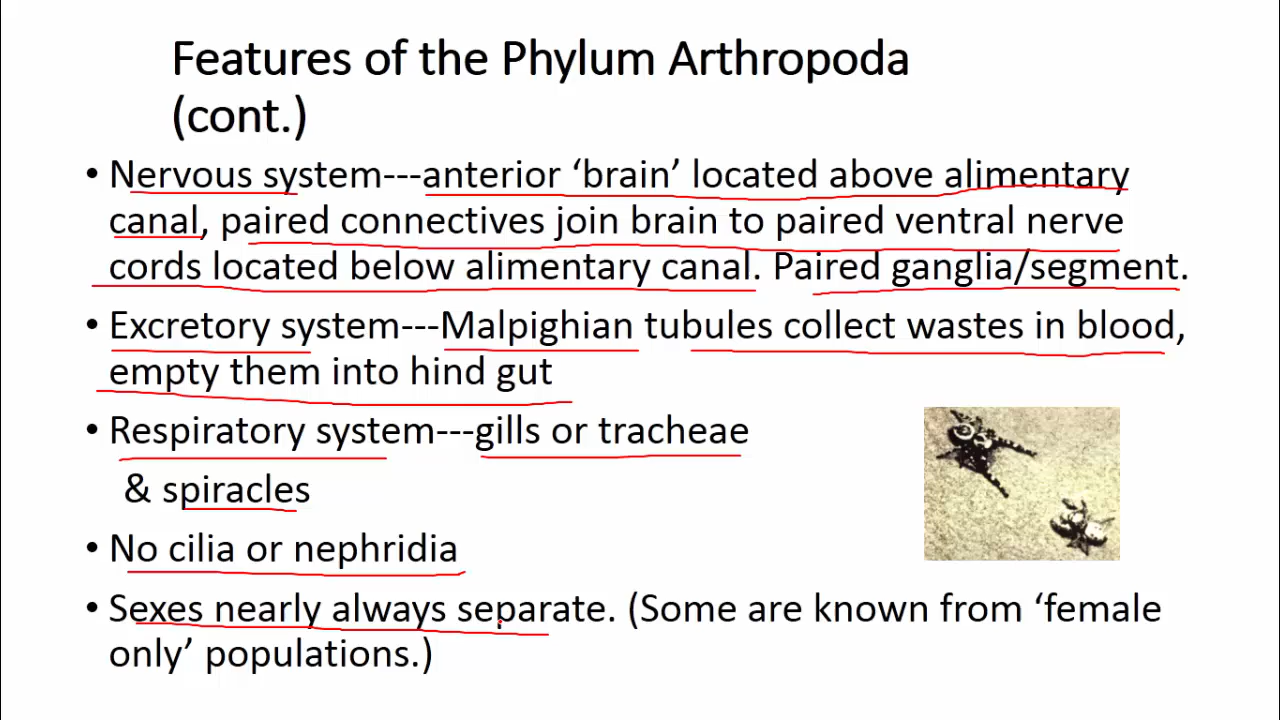 Features of the Phylum Arthropoda
(cont.)
• Nervous system---anterior ‘brain’ located above alimentary
canal, paired connectives join brain to paired ventral nerve
cords located below alimentary canal. Paired ganglia/segment.
• Excretory system---Malpighian tubules collect wastes in blood,
empty them into hind gut
• Respiratory system---gills or tracheae
& spiracles
• No cilia or nephridia
• Sexes nearly always separate. (Some are known from ‘female
only’ populations.)